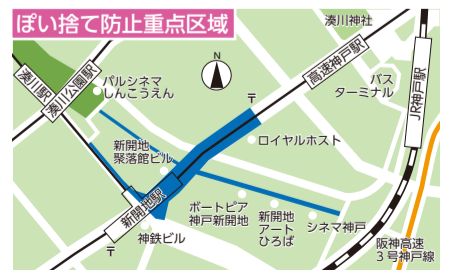 ぽい捨て防止重点区域
湊川神社
N
高速神戸駅
湊川駅
湊川公園駅
パルシネマ
しんこうえん
〒
バス
ターミナル
JR神戸駅
ロイヤルホスト
新開地
聚落館ビル
新開地駅
ボートピア
神戸新開地
新開地
アート
ひろば
シネマ神戸
〒
神鉄ビル
阪神高速
3号神戸線